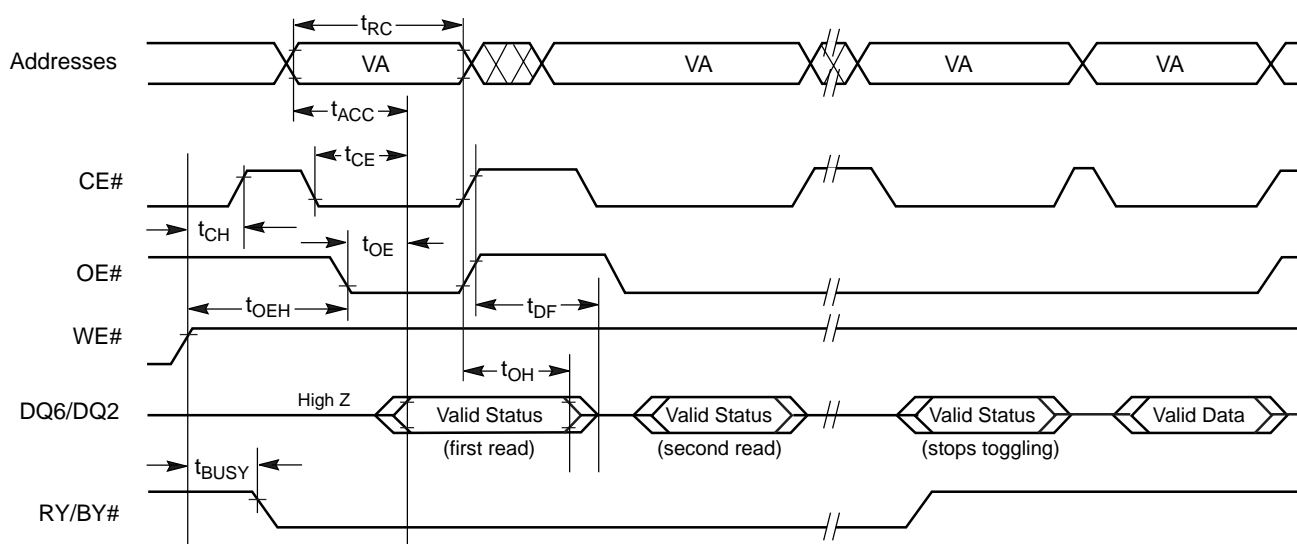 tRC
Addresses VA VA VA VA
tACC
tCE
CE#
tCH tOE
OE#
tOEH tDF
WE#
tOH
High Z
DQ6/DQ2 Valid Status Valid Status Valid Status Valid Data
(first read) (second read) (stops toggling)
tBUSY
RY/BY#